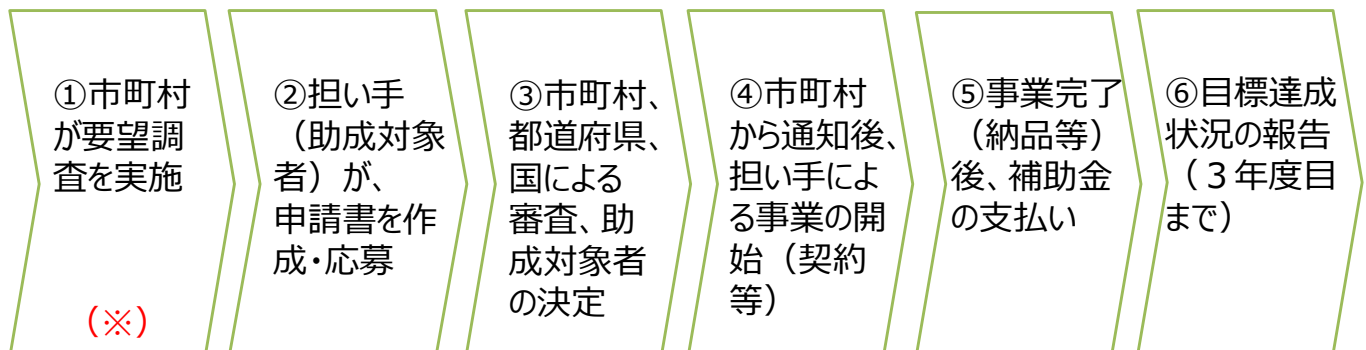 ①市町村
が要望調
査を実施
（※）
②担い手
（助成対象
者）が、
申請書を作
成・応募
③市町村、
都道府県、
国による
審査、助
成対象者
の決定
④市町村
から通知後、
担い手によ
る事業の開
始（契約
等）
⑤事業完了
（納品等）
後、補助金
の支払い
⑥目標達成
状況の報告
（３年度目
まで）